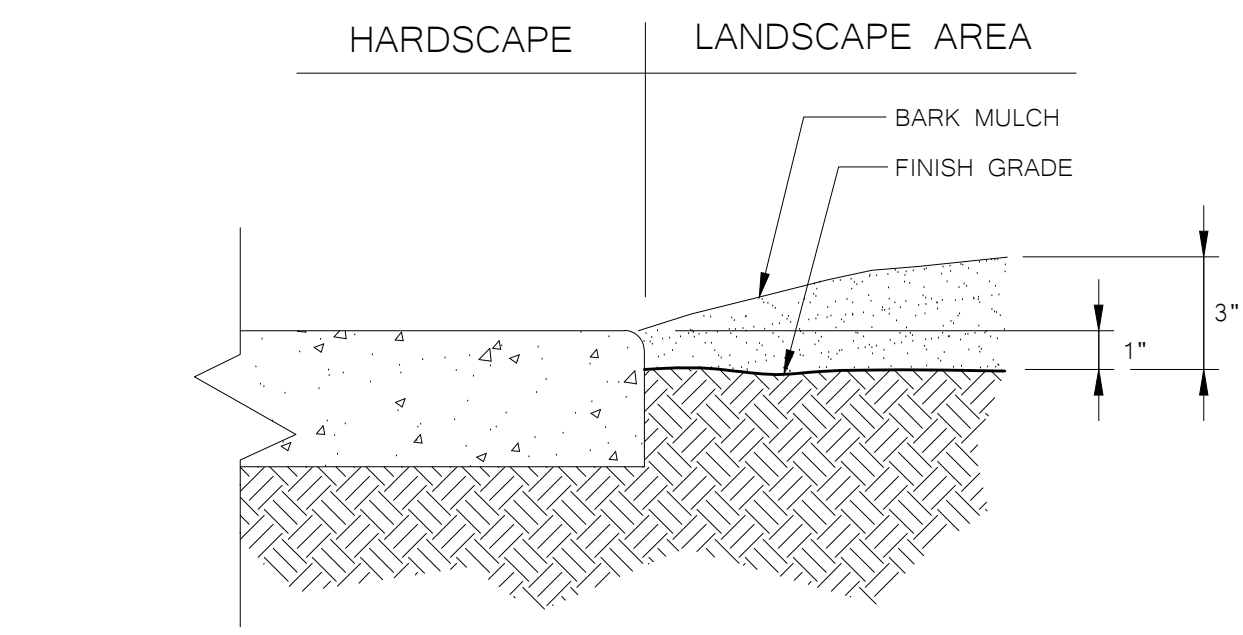 HARDSCAPE
LANDSCAPE AREA
BARK MULCH
FINISH GRADE
3"
1"